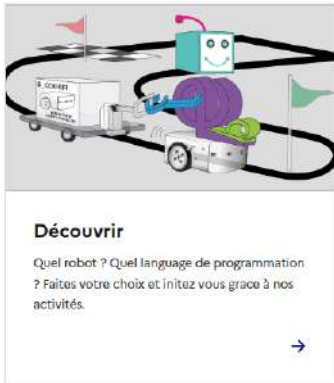 Découvrir
Quel robot ? Quel language de programmation
? Faites votre choix et initez vous grace à nos
activités.